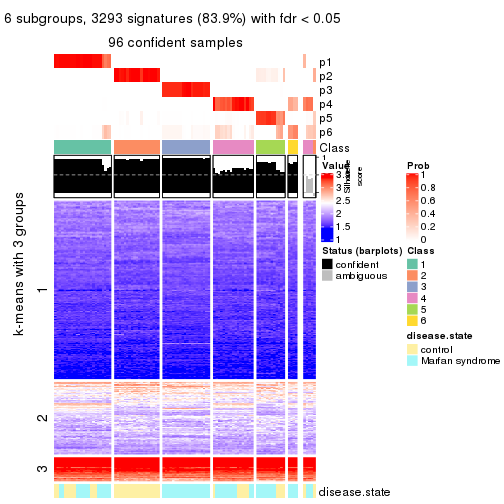 6 subgroups, 3293 signatures (83.9%) with fdr < 0.05
96 confident samples
p1
p2
p3
p4
p5
p6
Class
1
Silhouette
score
k-means with 3 groups
1
2
3
Value
3
2.5
2
1.5
1
Status (barplots)
confident
ambiguous
Prob
1
0.8
0.6
0.4
0.2
0
Class
1
2
3
4
5
6
disease.state
control
Marfan syndrome
disease.state